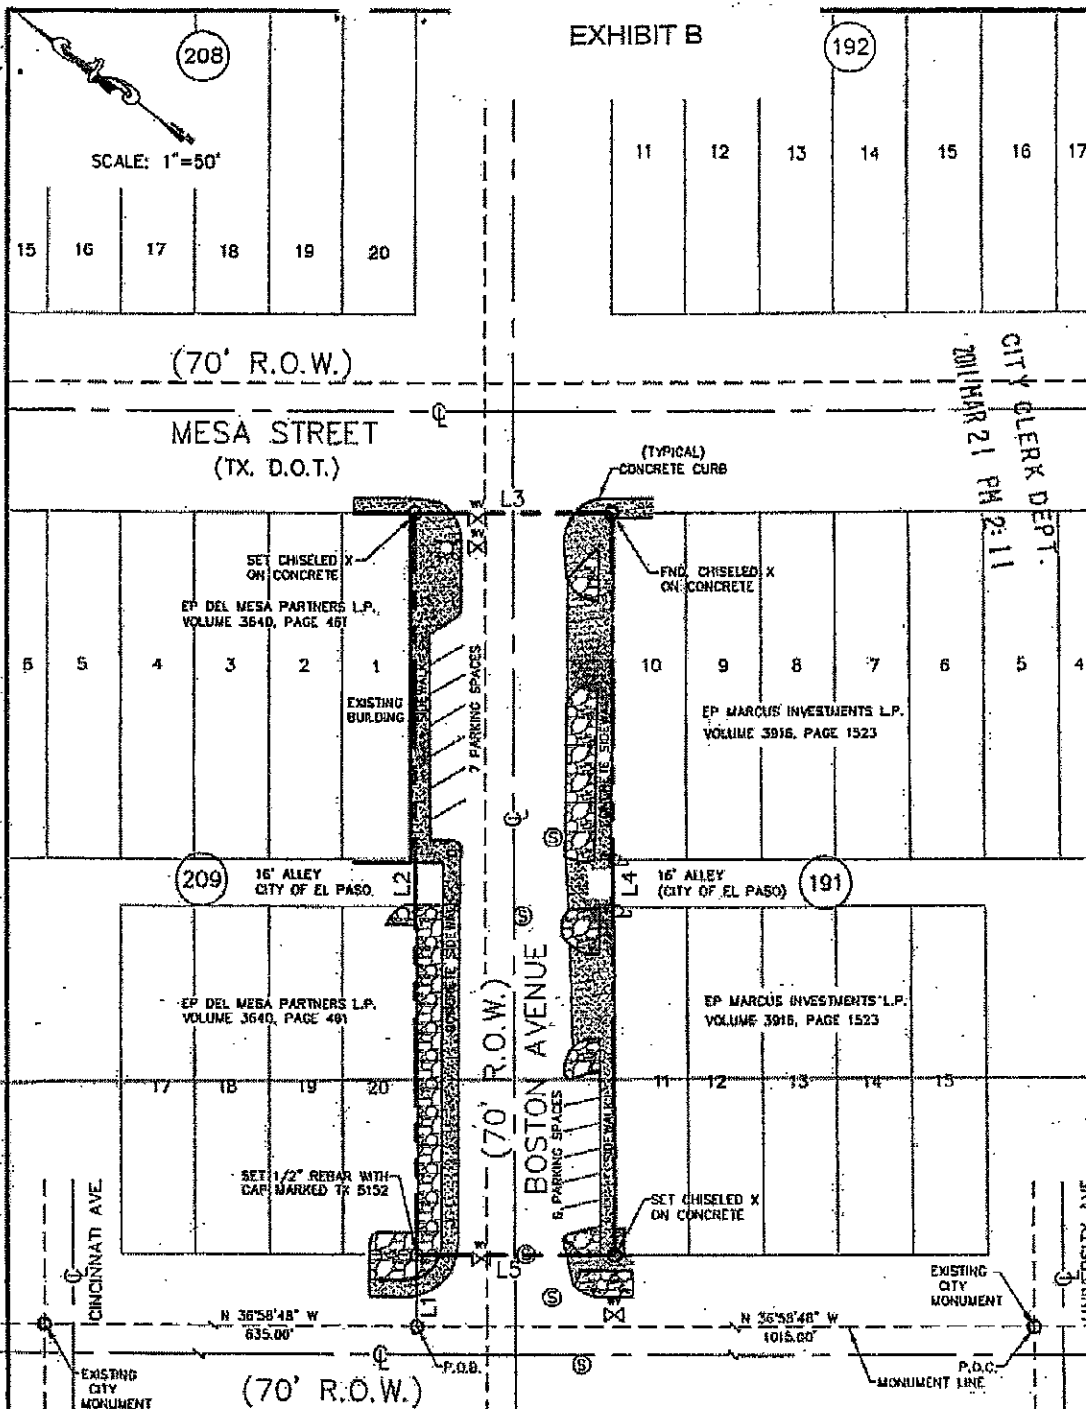 EXHIBIT B
208
192
SCALE: 1"=50'
11 12 13 14 15 16 17
15 16 17 18 19 20
(70' R.O.W.)
MESA STREET
(TX. D.O.T.)
CITY CLERK DEPT.
2011 MAR 21 PM 2:11
(TYPICAL)
CONCRETE CURB
L3
SET CHISELED X
ON CONCRETE
FND. CHISELED X
ON CONCRETE
EP DEL MESA PARTNERS L.P.
VOLUME 3640, PAGE 461
5 4 3 2 1
10 9 8 7 6 5 4
EXISTING
BUILDING
SIDEWALK
7 PARKING SPACES
CONCRETE SIDEWALK
EP MARCUS INVESTMENTS L.P.
VOLUME 3916, PAGE 1523
209
16' ALLEY
CITY OF EL PASO
L2
L4
16' ALLEY
(CITY OF EL PASO)
191
S
S
EP DEL MESA PARTNERS L.P.
VOLUME 3640, PAGE 461
CONCRETE SIDEWALK
(70' R.O.W.)
BOSTON AVENUE
EP MARCUS INVESTMENTS L.P.
VOLUME 3916, PAGE 1523
17 18 19 20
11 12 13 14 15
6 PARKING SPACES
SIDEWALK
SET 1/2" REBAR WITH
CAP MARKED TX 5152
SET CHISELED X
ON CONCRETE
L5
L1
S
CINCINNATI AVE.
UNIVERSITY AVE
EXISTING
CITY
MONUMENT
N 36°58'48" W
635.00'
N 36°58'48" W
1015.00'
P.O.B.
P.O.C.
MONUMENT LINE
S
EXISTING
CITY
MONUMENT
(70' R.O.W.)